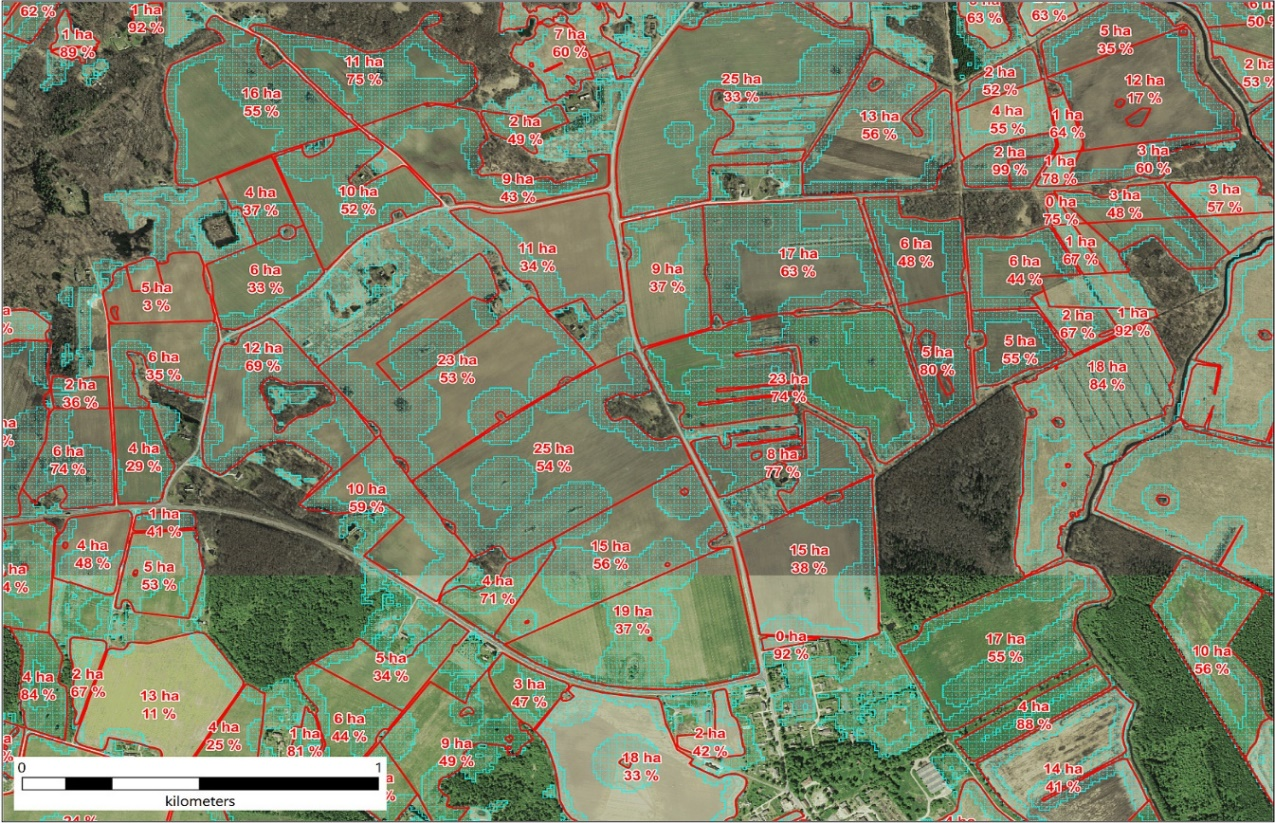 62 %
1 ha
92 %
1 ha
89 %
11 ha
75 %
7 ha
60 %
63 %
63 %
5 ha
35 %
50 %
16 ha
55 %
25 ha
33 %
2 ha
52 %
12 ha
17 %
2 h
53 %
2 ha
49 %
13 ha
56 %
4 ha
55 %
1 ha
64 %
2 ha
99 %
1 ha
78 %
3 ha
60 %
4 ha
37 %
10 ha
52 %
9 ha
43 %
0 ha
75 %
3 ha
48 %
3 ha
57 %
11 ha
34 %
9 ha
37 %
17 ha
63 %
6 ha
48 %
6 ha
44 %
1 ha
67 %
5 ha
3 %
6 ha
33 %
2 ha
67 %
1 ha
92 %
6 ha
35 %
12 ha
69 %
23 ha
53 %
5 ha
80 %
5 ha
55 %
18 ha
84 %
2 ha
36 %
23 ha
74 %
6 ha
74 %
4 ha
29 %
25 ha
54 %
8 ha
77 %
10 ha
59 %
1 ha
41 %
4 ha
48 %
5 ha
53 %
15 ha
56 %
15 ha
38 %
ha
4 %
4 ha
71 %
19 ha
37 %
0 ha
92 %
17 ha
55 %
10 ha
56 %
4 ha
84 %
2 ha
67 %
5 ha
34 %
3 ha
47 %
13 ha
11 %
4 ha
25 %
1 ha
81 %
6 ha
44 %
9 ha
49 %
2 ha
42 %
4 ha
88 %
18 ha
33 %
14 ha
41 %
0 1
kilometers